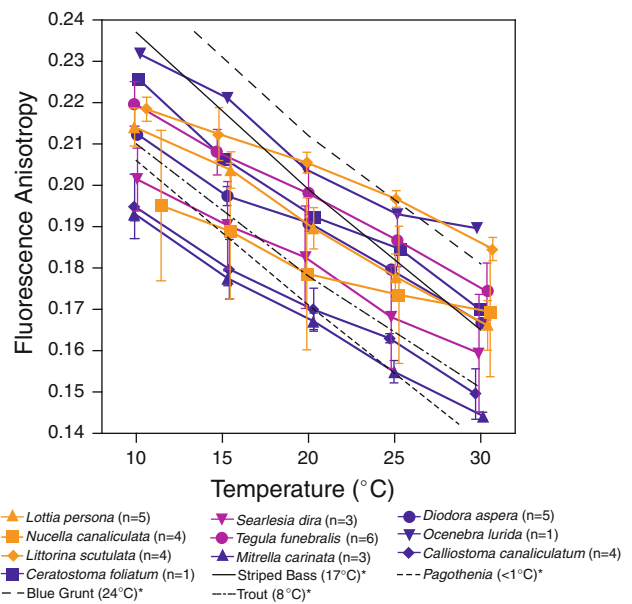 Fluorescence Anisotropy
0.24
0.23
0.22
0.21
0.20
0.19
0.18
0.17
0.16
0.15
0.14
10 15 20 25 30
Temperature (°C)
Lottia persona (n=5) Searlesia dira (n=3) Diodora aspera (n=5)
Nucella canaliculata (n=4) Tegula funebralis (n=6) Ocenebra lurida (n=1)
Littorina scutulata (n=4) Mitrella carinata (n=3) Calliostoma canaliculatum (n=4)
Ceratostoma foliatum (n=1) Striped Bass (17°C)* Pagothenia (<1°C)*
Blue Grunt (24°C)* Trout (8°C)*